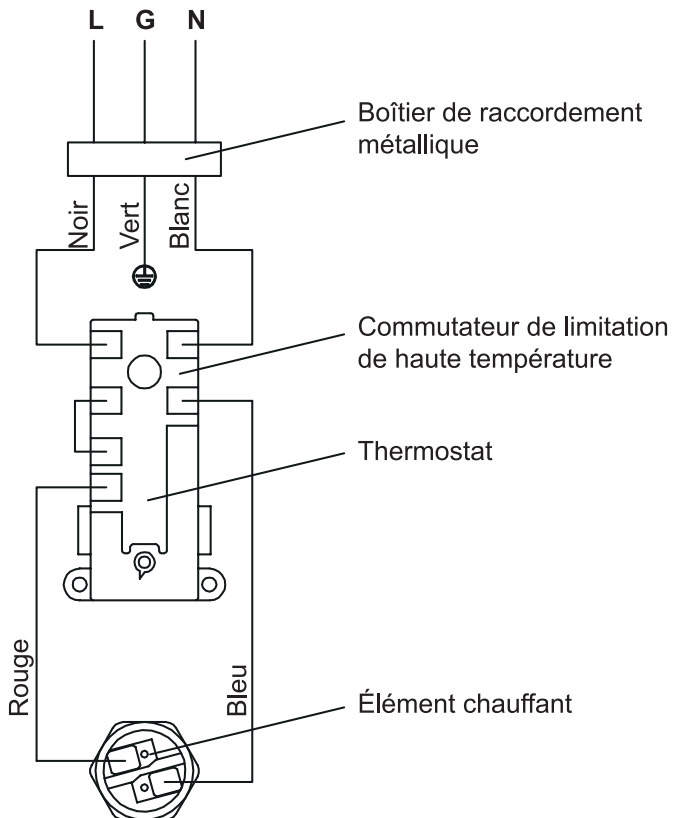 L G N
Boîtier de raccordement
métallique
Noir
Vert
Blanc
Commutateur de limitation
de haute température
Thermostat
Rouge
Bleu
Élément chauffant